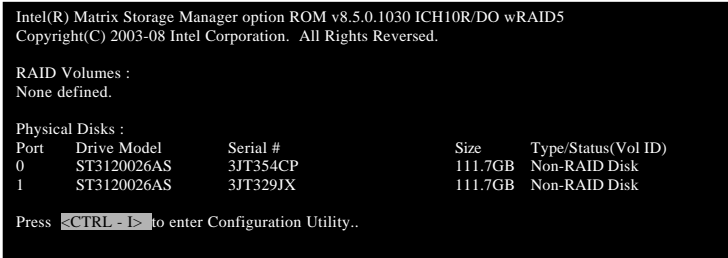 Intel(R) Matrix Storage Manager option ROM v8.5.0.1030 ICH10R/DO wRAID5
Copyright(C) 2003-08 Intel Corporation. All Rights Reversed.
RAID Volumes :
None defined.
Physical Disks :
Port Drive Model Serial # Size Type/Status(Vol ID)
0 ST3120026AS 3JT354CP 111.7GB Non-RAID Disk
1 ST3120026AS 3JT329JX 111.7GB Non-RAID Disk
Press <CTRL - I> to enter Configuration Utility..